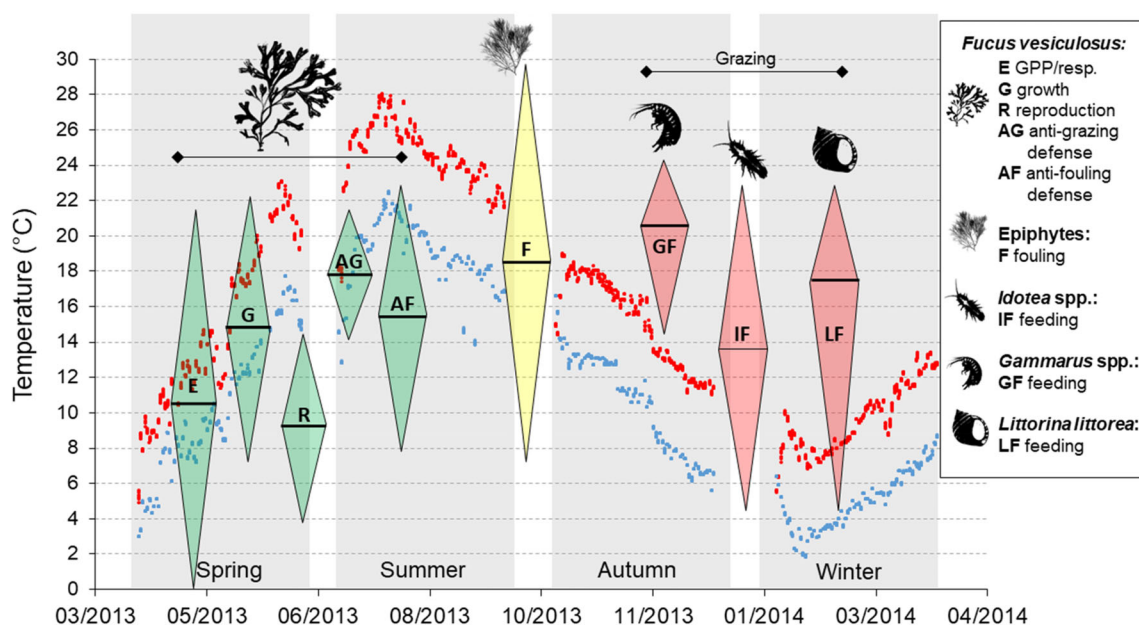 Temperature (°C)
30
28
26
24
22
20
18
16
14
12
10
8
6
4
2
0
Grazing
E
G
R
AG
AF
F
GF
IF
LF
Spring
Summer
Autumn
Winter
03/2013
05/2013
06/2013
08/2013
10/2013
11/2013
01/2014
03/2014
04/2014
Fucus vesiculosus:
E GPP/resp.
G growth
R reproduction
AG anti-grazing
defense
AF anti-fouling
defense
Epiphytes:
F fouling
Idotea spp.:
IF feeding
Gammarus spp.:
GF feeding
Littorina littorea:
LF feeding